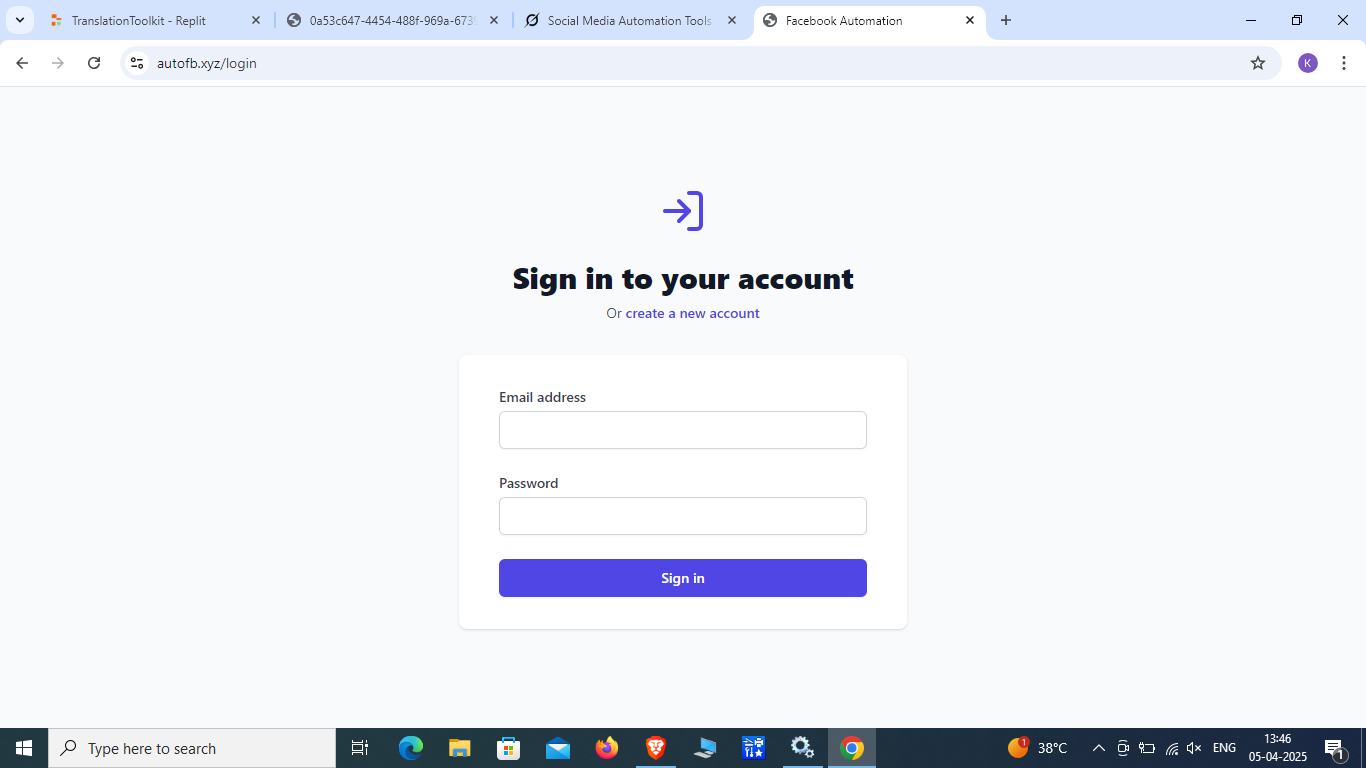 TranslationToolkit - Replit
0a53c647-4454-488f-969a-673
Social Media Automation Tools
Facebook Automation
autofb.xyz/login
K
Sign in to your account
Or create a new account
Email address
Password
Sign in
Type here to search
1
38°C
ENG
13:46
05-04-2025
1